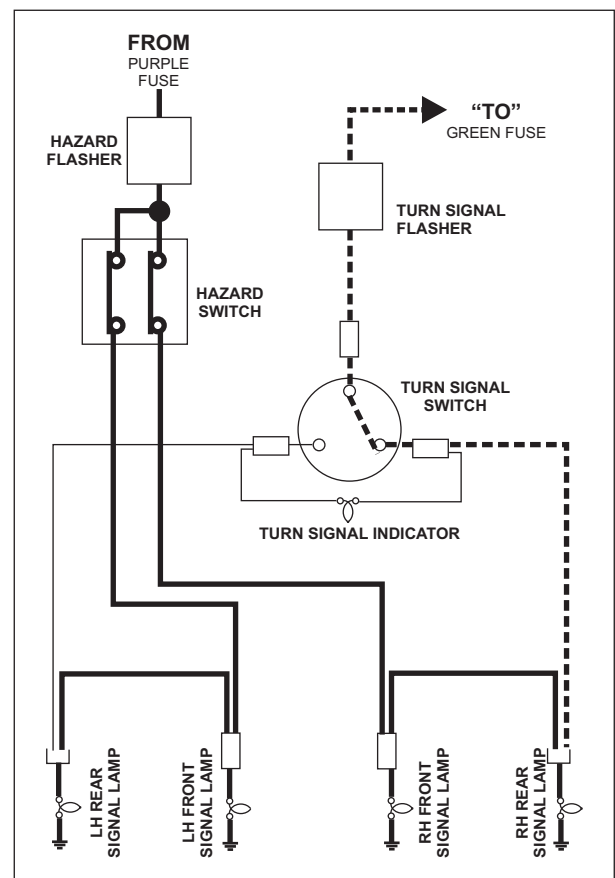 FROM
PURPLE
FUSE
“TO”
GREEN FUSE
HAZARD
FLASHER
TURN SIGNAL
FLASHER
HAZARD
SWITCH
TURN SIGNAL
SWITCH
TURN SIGNAL INDICATOR
LH REAR
SIGNAL LAMP
LH FRONT
SIGNAL LAMP
RH FRONT
SIGNAL LAMP
RH REAR
SIGNAL LAMP